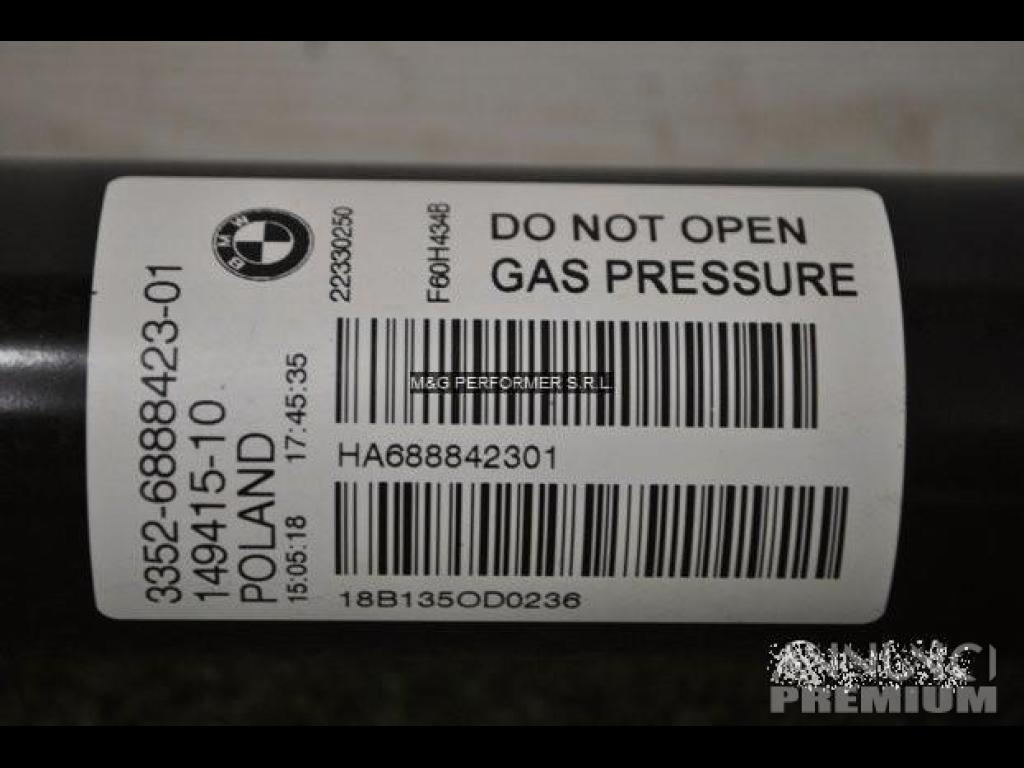 BMW
22330250
F60H434B
DO NOT OPEN
GAS PRESSURE
3352-6888423-01
149415-10
POLAND
15:05:18 17:45:35
M&G PERFORMER S.R.L.
HA688842301
18B135OD0236
PREMIUM